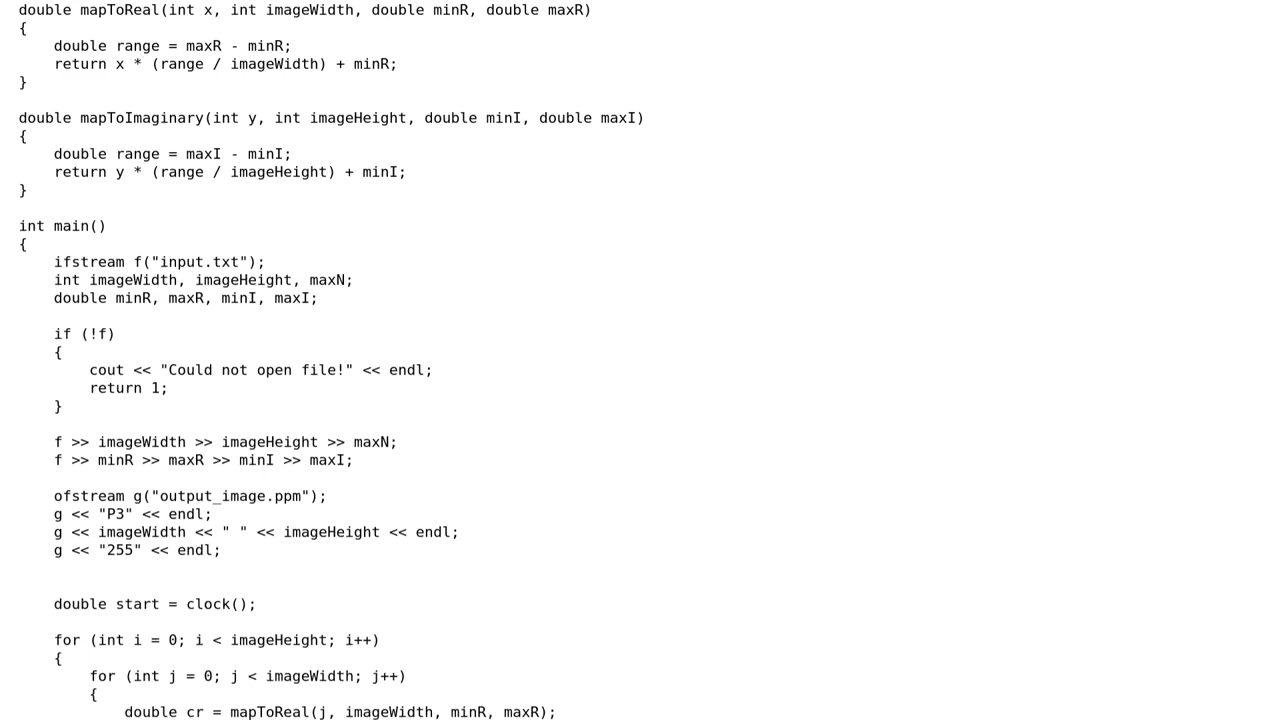 double mapToReal(int x, int imageWidth, double minR, double maxR)
{
    double range = maxR - minR;
    return x * (range / imageWidth) + minR;
}

double mapToImaginary(int y, int imageHeight, double minI, double maxI)
{
    double range = maxI - minI;
    return y * (range / imageHeight) + minI;
}

int main()
{
    ifstream f("input.txt");
    int imageWidth, imageHeight, maxN;
    double minR, maxR, minI, maxI;

    if (!f)
    {
        cout << "Could not open file!" << endl;
        return 1;
    }

    f >> imageWidth >> imageHeight >> maxN;
    f >> minR >> maxR >> minI >> maxI;

    ofstream g("output_image.ppm");
    g << "P3" << endl;
    g << imageWidth << " " << imageHeight << endl;
    g << "255" << endl;


    double start = clock();

    for (int i = 0; i < imageHeight; i++)
    {
        for (int j = 0; j < imageWidth; j++)
        {
            double cr = mapToReal(j, imageWidth, minR, maxR);